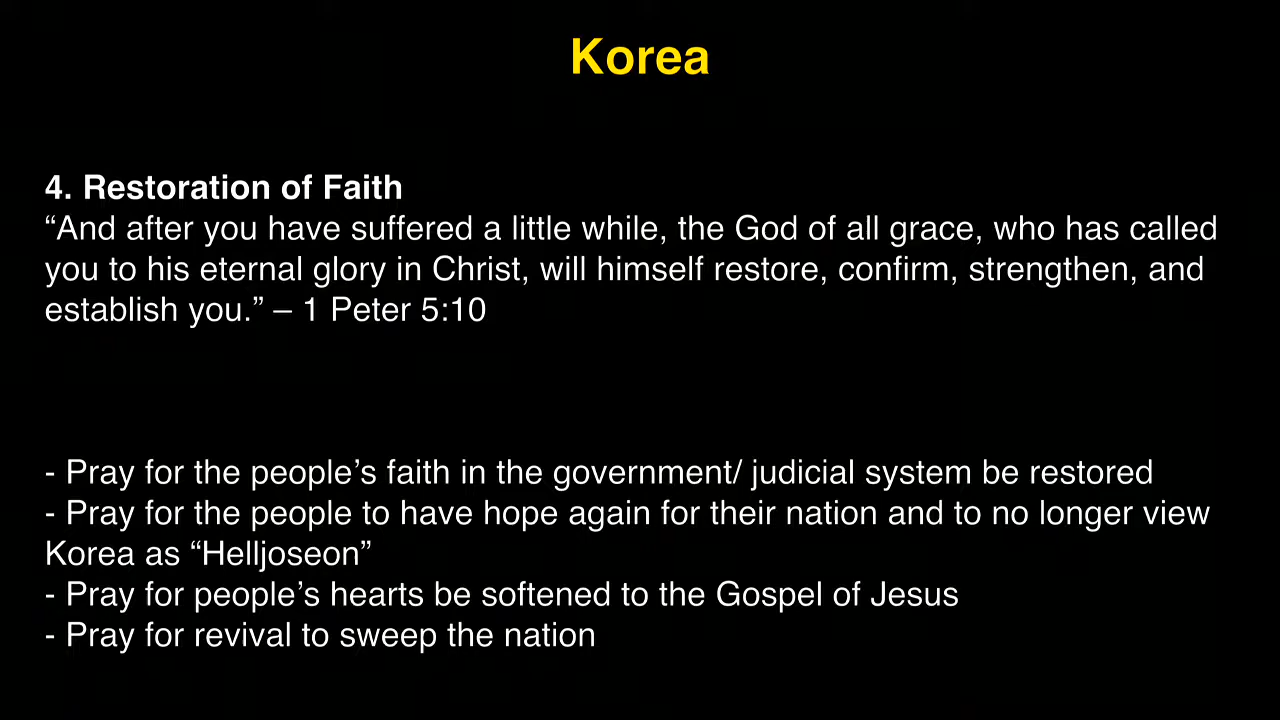 Korea
4. Restoration of Faith
“And after you have suffered a little while, the God of all grace, who has called
you to his eternal glory in Christ, will himself restore, confirm, strengthen, and
establish you.” – 1 Peter 5:10
- Pray for the people’s faith in the government/ judicial system be restored
- Pray for the people to have hope again for their nation and to no longer view
Korea as “Helljoseon”
- Pray for people’s hearts be softened to the Gospel of Jesus
- Pray for revival to sweep the nation